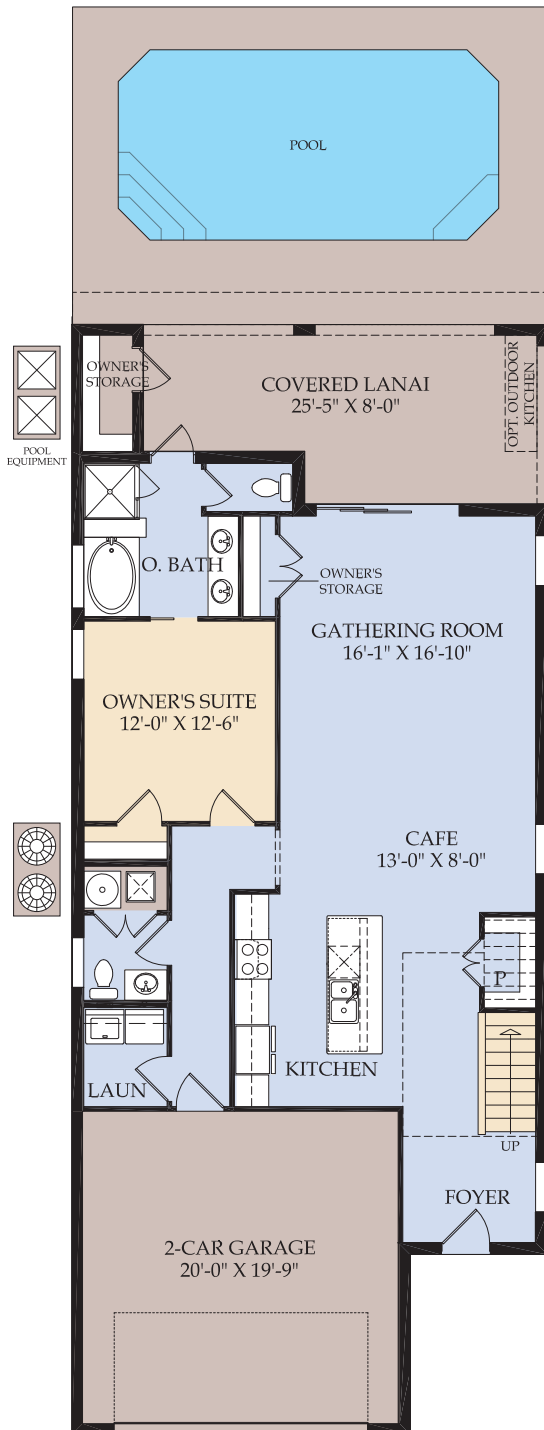 POOL
OWNER'S
STORAGE
COVERED LANAI
25'-5" X 8'-0"
OPT. OUTDOOR
KITCHEN
POOL
EQUIPMENT
O. BATH
OWNER'S
STORAGE
GATHERING ROOM
16'-1" X 16'-10"
OWNER'S SUITE
12'-0" X 12'-6"
CAFE
13'-0" X 8'-0"
P.
KITCHEN
LAUN
UP
FOYER
2-CAR GARAGE
20'-0" X 19'-9"